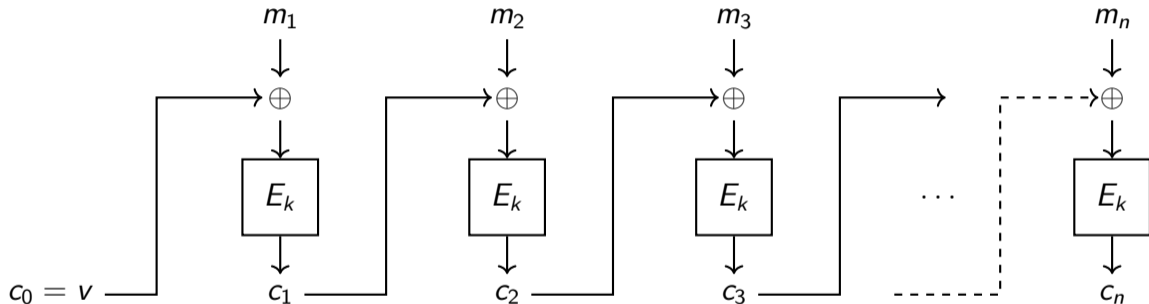 m₁ m₂ m₃ mₙ
⊕ ⊕ ⊕ ⊕
Eₖ Eₖ Eₖ · · · Eₖ
c₀ = v c₁ c₂ c₃ cₙ